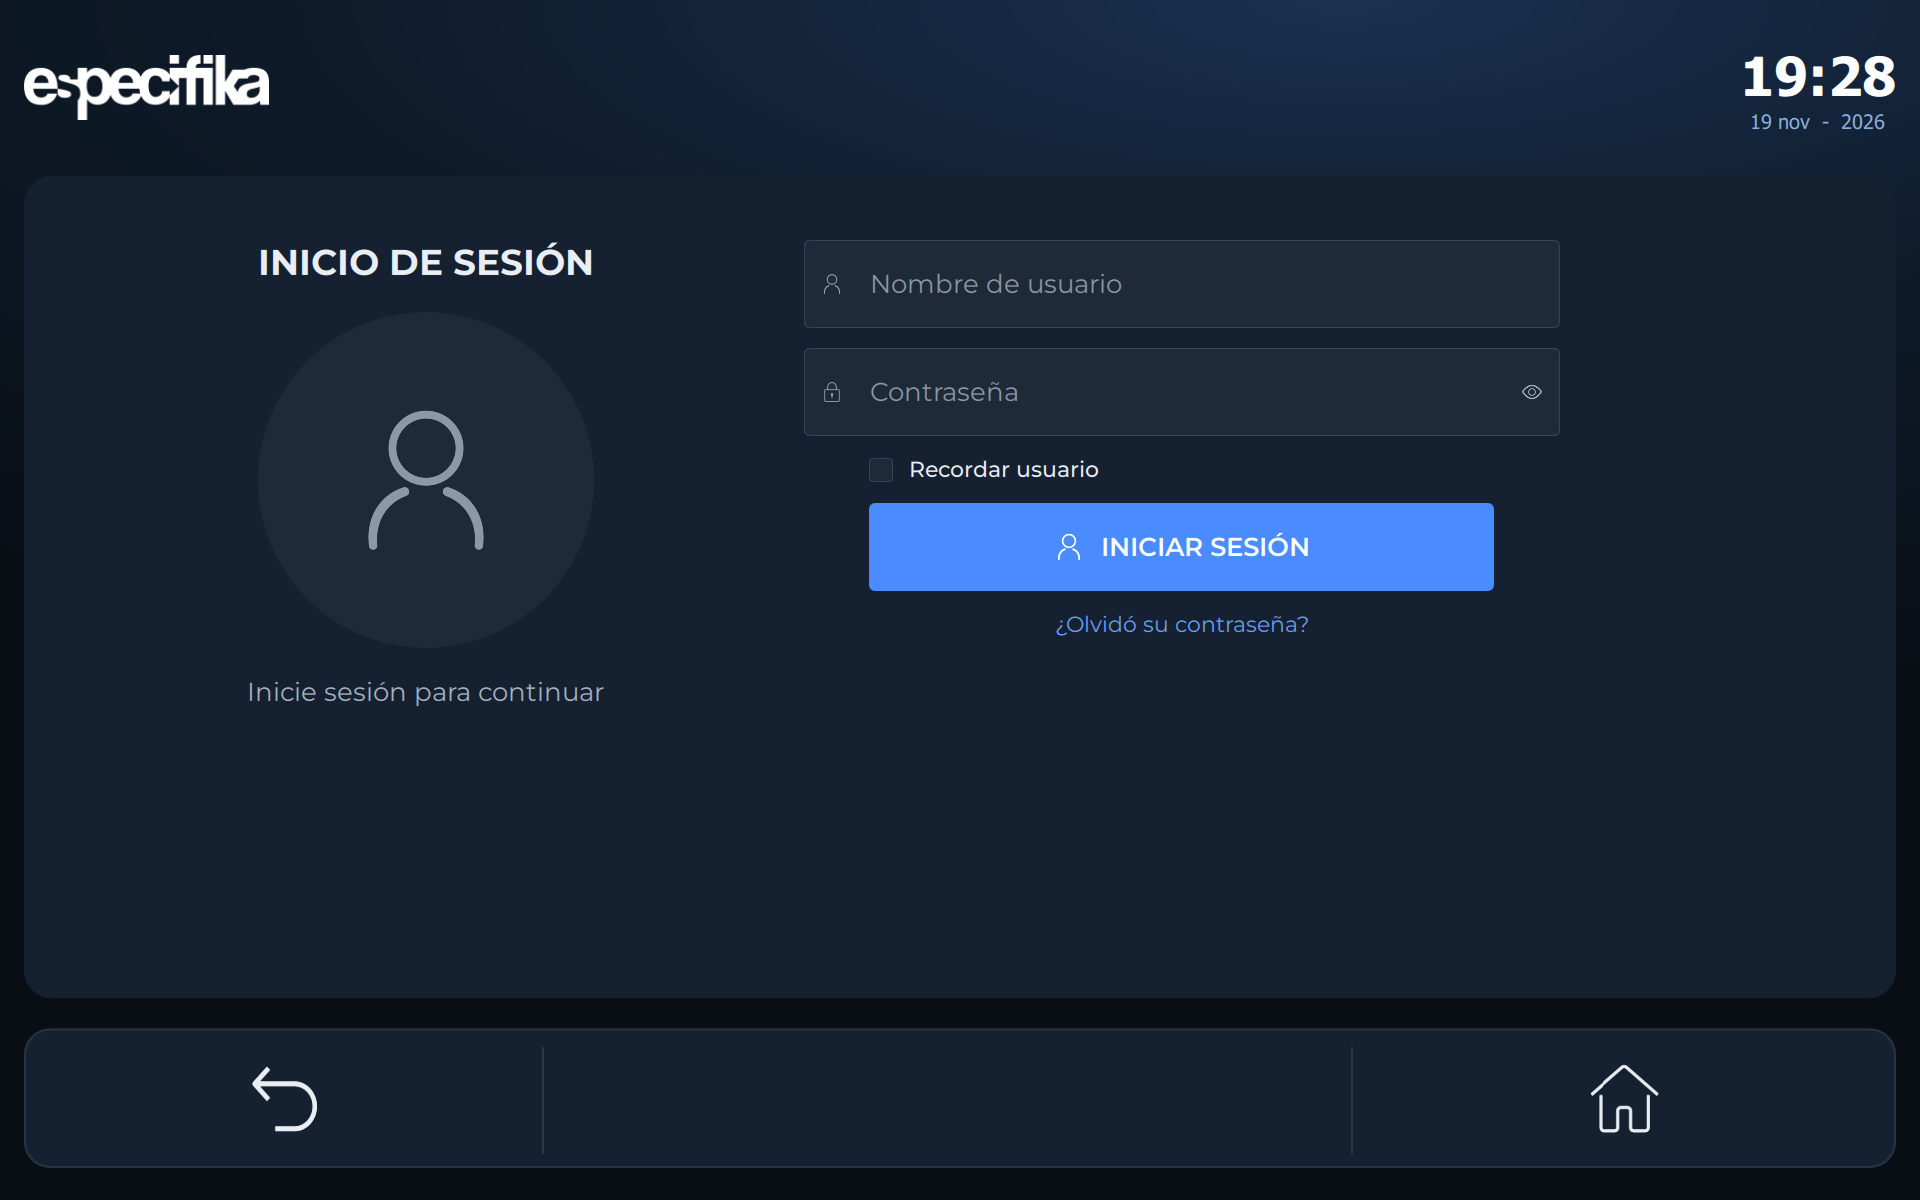 especifika
19:28
19 nov - 2026
INICIO DE SESIÓN
Nombre de usuario
Contraseña
Recordar usuario
INICIAR SESIÓN
¿Olvidó su contraseña?
Inicie sesión para continuar